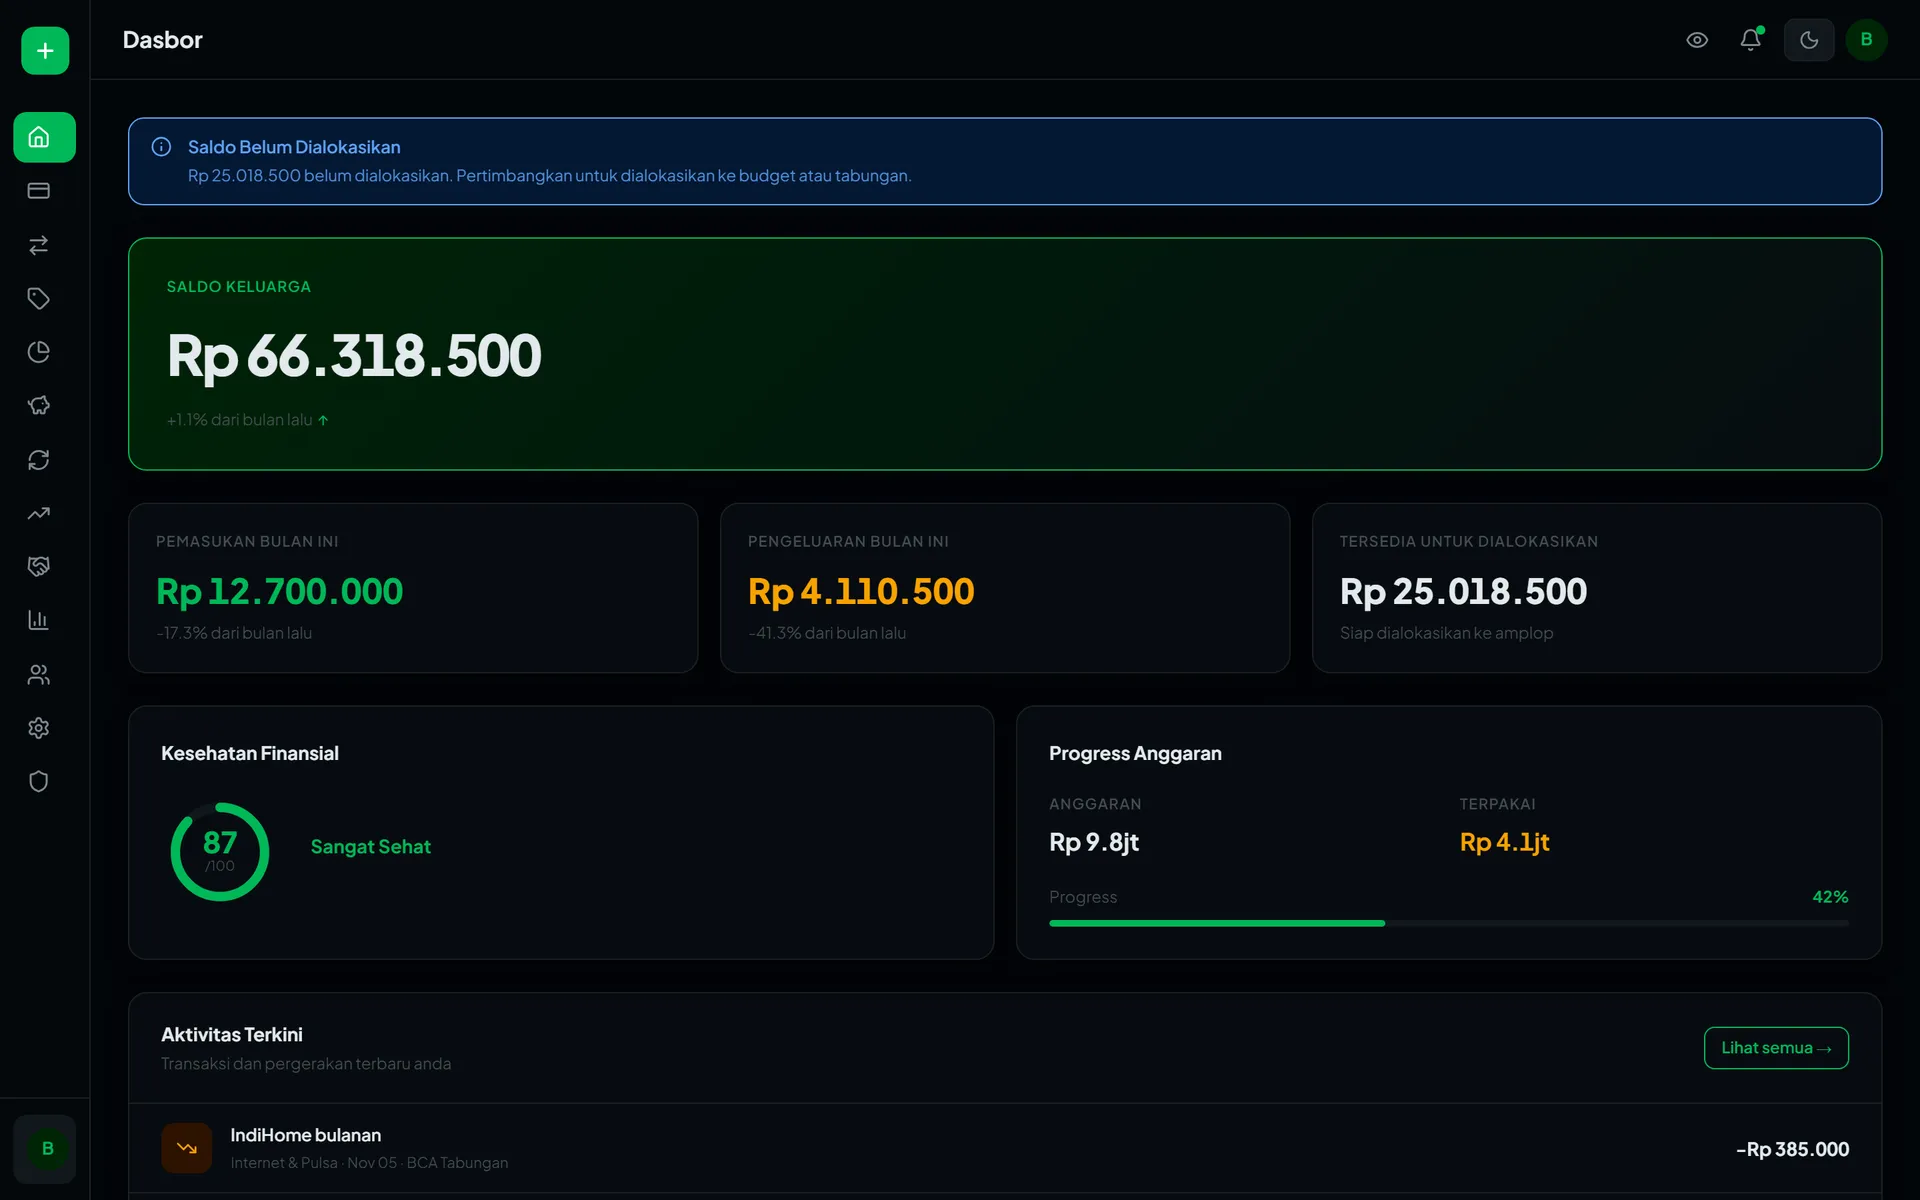 Dasbor
B
Saldo Belum Dialokasikan
Rp 25.018.500 belum dialokasikan. Pertimbangkan untuk dialokasikan ke budget atau tabungan.
SALDO KELUARGA
Rp 66.318.500
+1.1% dari bulan lalu ↑
PEMASUKAN BULAN INI
Rp 12.700.000
-17.3% dari bulan lalu
PENGELUARAN BULAN INI
Rp 4.110.500
-41.3% dari bulan lalu
TERSEDIA UNTUK DIALOKASIKAN
Rp 25.018.500
Siap dialokasikan ke amplop
Kesehatan Finansial
87
/100
Sangat Sehat
Progress Anggaran
ANGGARAN
Rp 9.8jt
TERPAKAI
Rp 4.1jt
Progress
42%
Aktivitas Terkini
Transaksi dan pergerakan terbaru anda
Lihat semua →
IndiHome bulanan
Internet & Pulsa · Nov 05 · BCA Tabungan
-Rp 385.000
B